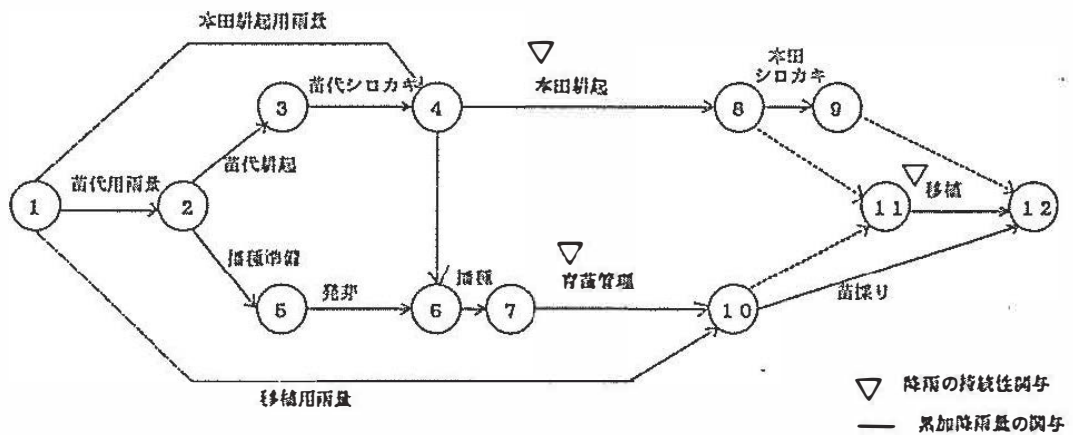 本田耕起用雨量
苗代シロカキ
本田耕起
本田
シロカキ
3
4
8
9
苗代耕起
苗代用雨量
移植
1
2
11
12
播種準備
発芽
播種
育苗管理
苗採り
5
6
7
10
移植用雨量
降雨の持続性関与
累加降雨量の関与